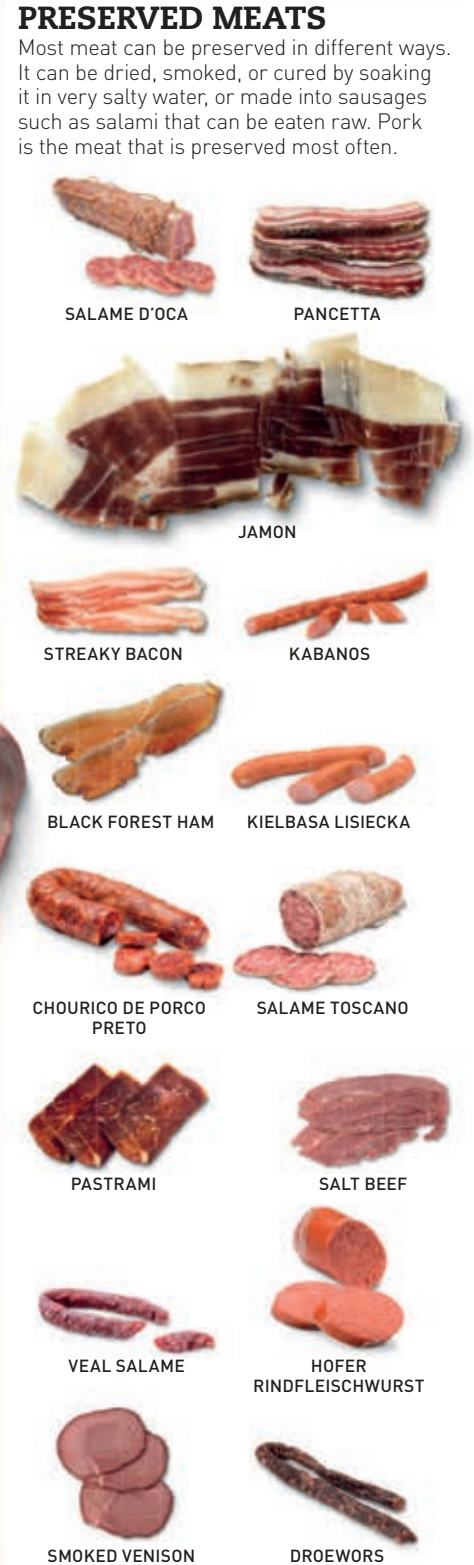 PRESERVED MEATS
Most meat can be preserved in different ways.
It can be dried, smoked, or cured by soaking
it in very salty water, or made into sausages
such as salami that can be eaten raw. Pork
is the meat that is preserved most often.
SALAME D'OCA
PANCETTA
JAMON
STREAKY BACON
KABANOS
BLACK FOREST HAM
KIELBASA LISIECKA
CHOURICO DE PORCO
PRETO
SALAME TOSCANO
PASTRAMI
SALT BEEF
VEAL SALAME
HOFER
RINDFLEISCHWURST
SMOKED VENISON
DROEWORS